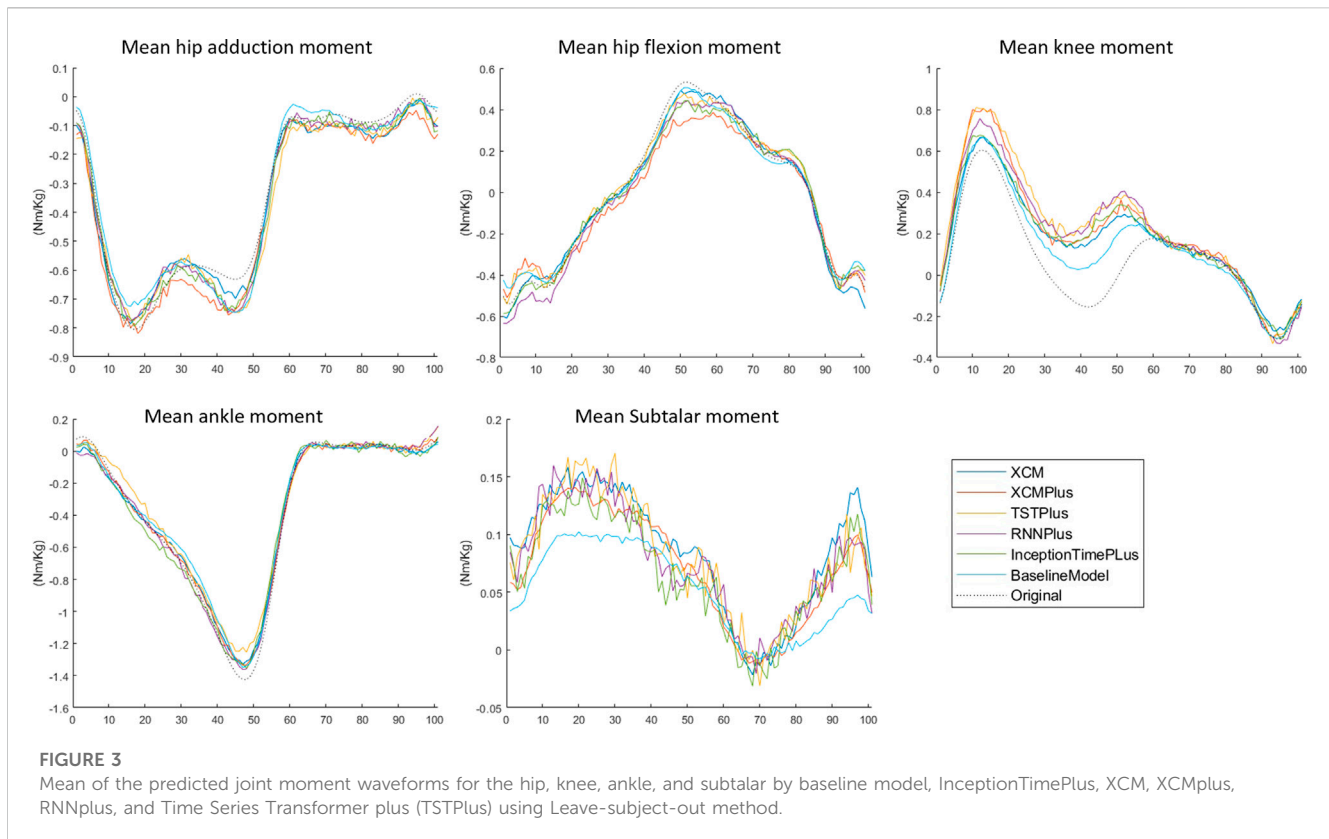 Mean hip adduction moment
Mean hip flexion moment
Mean knee moment
0.1
0
-0.1
-0.2
-0.3
-0.4
-0.5
-0.6
-0.7
-0.8
-0.9
(Nm/Kg)
0 10 20 30 40 50 60 70 80 90 100
0.6
0.4
0.2
0
-0.2
-0.4
-0.6
-0.8
(Nm/Kg)
0 10 20 30 40 50 60 70 80 90 100
1
0.8
0.6
0.4
0.2
0
-0.2
-0.4
(Nm/Kg)
0 10 20 30 40 50 60 70 80 90 100
Mean ankle moment
Mean Subtalar moment
0.2
0
-0.2
-0.4
-0.6
-0.8
-1
-1.2
-1.4
-1.6
(Nm/Kg)
0 10 20 30 40 50 60 70 80 90 100
0.2
0.15
0.1
0.05
0
-0.05
(Nm/Kg)
0 10 20 30 40 50 60 70 80 90 100
XCM
XCMPlus
TSTPlus
RNNPlus
InceptionTimePLus
BaselineModel
Original
FIGURE 3
Mean of the predicted joint moment waveforms for the hip, knee, ankle, and subtalar by baseline model, InceptionTimePlus, XCM, XCMplus,
RNNplus, and Time Series Transformer plus (TSTPlus) using Leave-subject-out method.